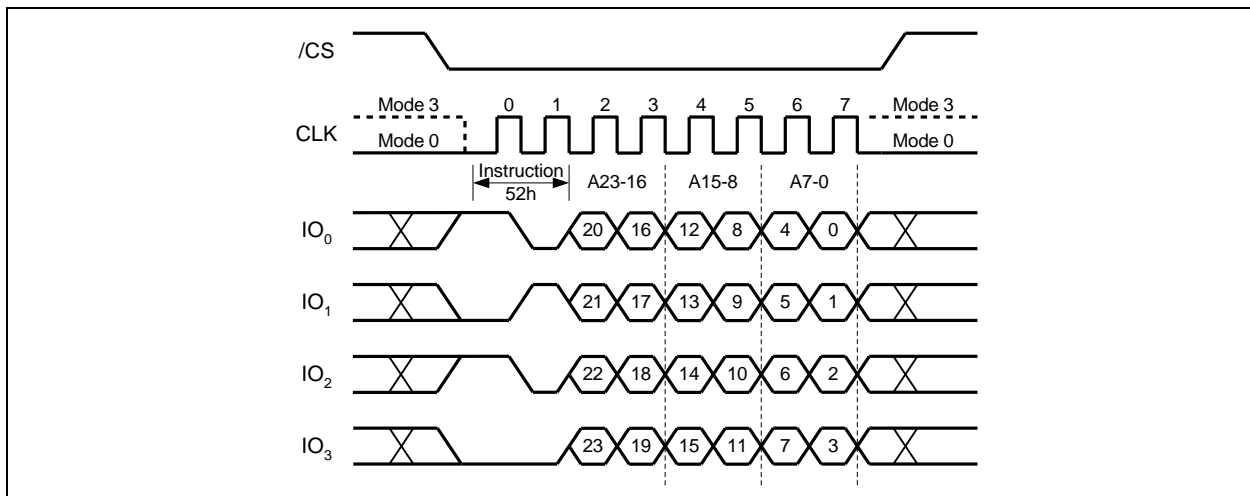 /CS
Mode 3 0 1 2 3 4 5 6 7 Mode 3
CLK
Mode 0 Mode 0
Instruction
52h
A23-16 A15-8 A7-0
IO0 20 16 12 8 4 0
IO1 21 17 13 9 5 1
IO2 22 18 14 10 6 2
IO3 23 19 15 11 7 3